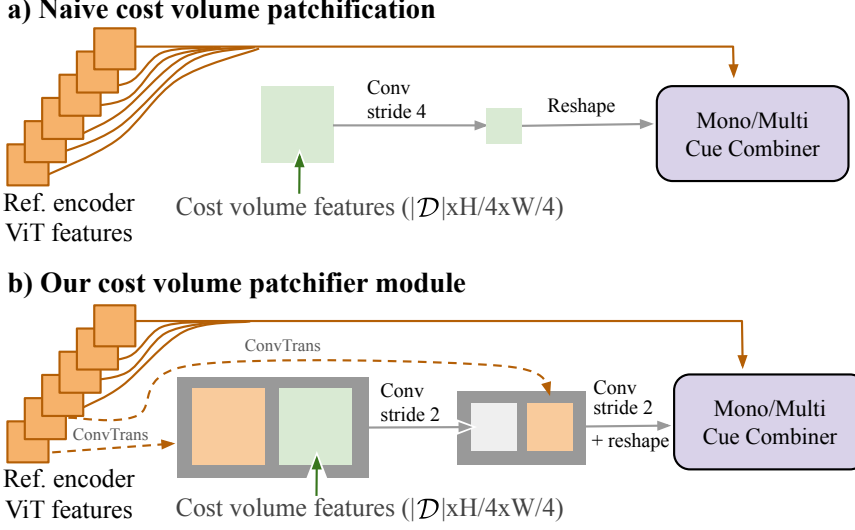 a) Naive cost volume patchification
Conv
stride 4
Reshape
Mono/Multi
Cue Combiner
Ref. encoder
ViT features
Cost volume features (|𝒟|xH/4xW/4)
b) Our cost volume patchifier module
ConvTrans
Conv
stride 2
Conv
stride 2
+ reshape
Mono/Multi
Cue Combiner
ConvTrans
Ref. encoder
ViT features
Cost volume features (|𝒟|xH/4xW/4)